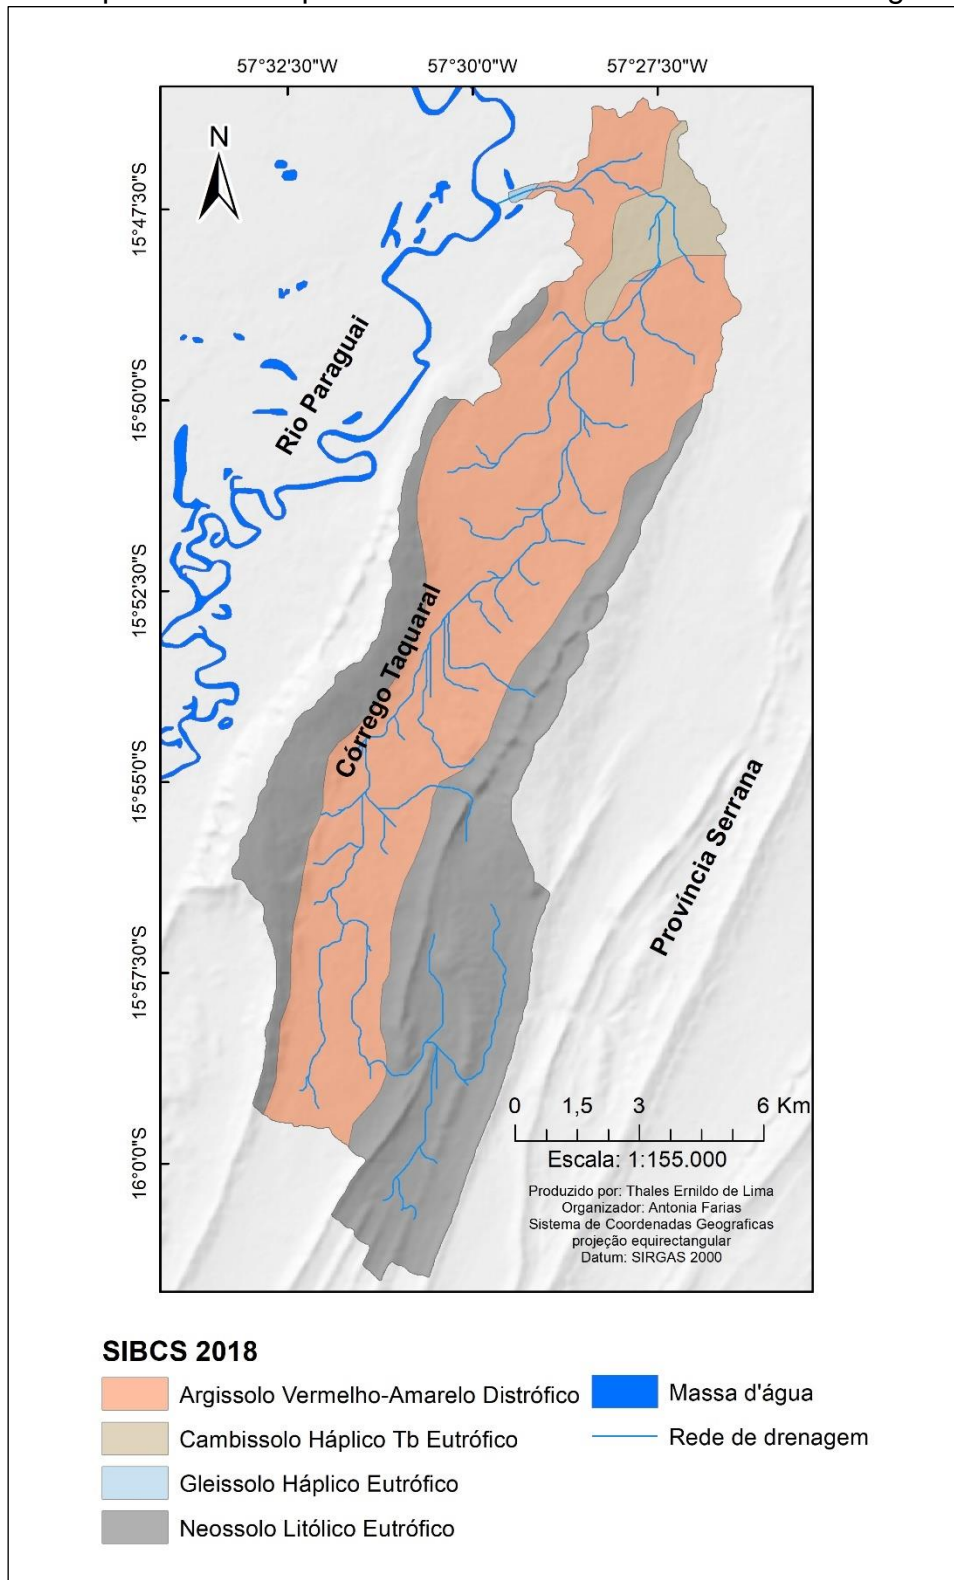 57°32'30"W 57°30'0"W 57°27'30"W
N
15°47'30"S
15°50'0"S
15°52'30"S
15°55'0"S
15°57'30"S
16°0'0"S
Rio Paraguai
Córrego Taquaral
Província Serrana
0 1,5 3 6 Km
Escala: 1:155.000
Produzido por: Thales Ernildo de Lima
Organizador: Antonia Farias
Sistema de Coordenadas Geograficas
projeção equirectangular
Datum: SIRGAS 2000
SIBCS 2018
Argissolo Vermelho-Amarelo Distrófico
Cambissolo Háplico Tb Eutrófico
Gleissolo Háplico Eutrófico
Neossolo Litólico Eutrófico
Massa d'água
Rede de drenagem